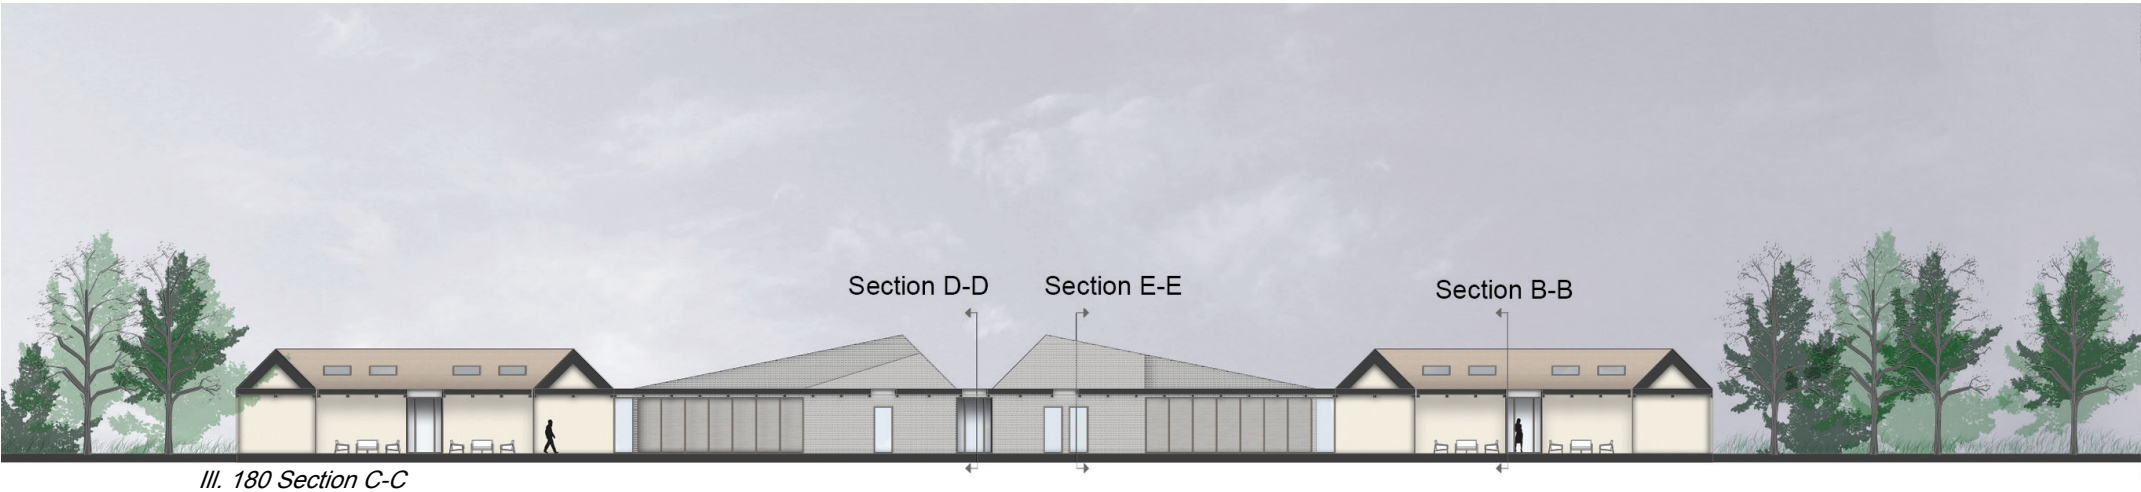 Section D-D
Section E-E
Section B-B
Ill. 180 Section C-C